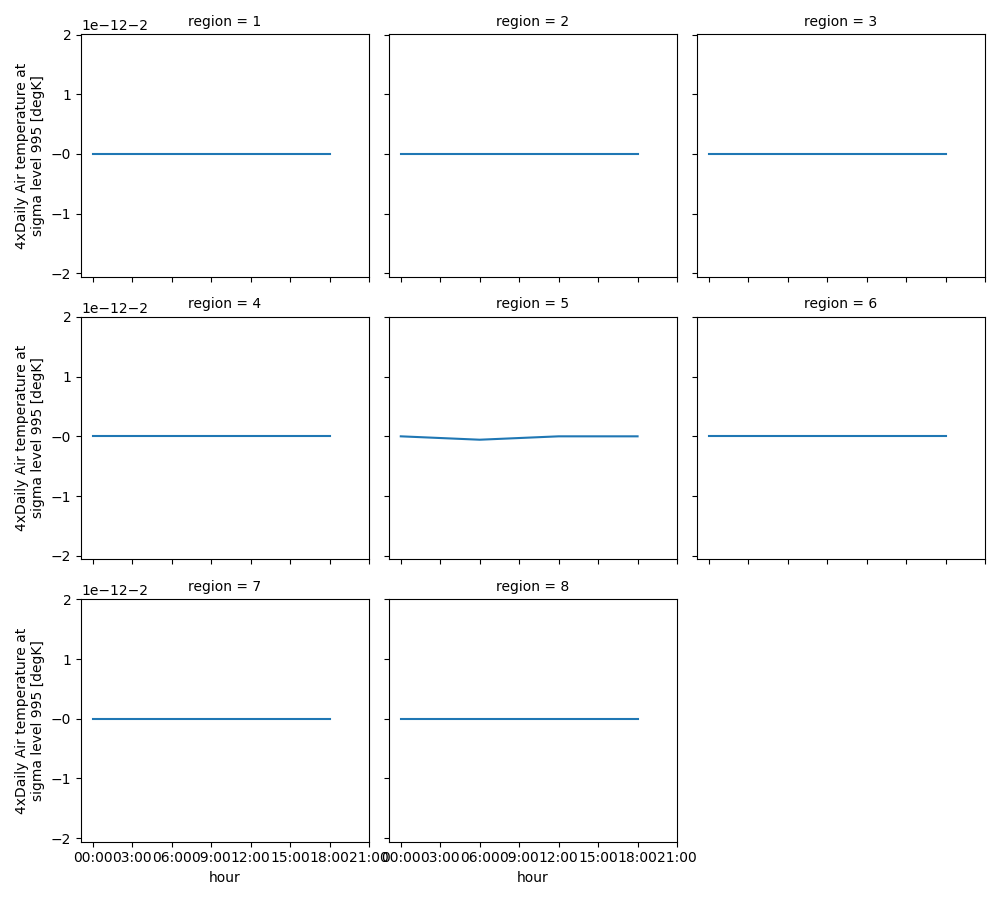 1e−12−2 region = 1 region = 2 region = 3
4xDaily Air temperature at
sigma level 995 [degK]
2
1
−0
−1
−2
1e−12−2 region = 4 region = 5 region = 6
4xDaily Air temperature at
sigma level 995 [degK]
2
1
−0
−1
−2
1e−12−2 region = 7 region = 8
4xDaily Air temperature at
sigma level 995 [degK]
2
1
−0
−1
−2
00:00 03:00 06:00 09:00 12:00 15:00 18:00 21:00 00:00 03:00 06:00 09:00 12:00 15:00 18:00 21:00
hour hour